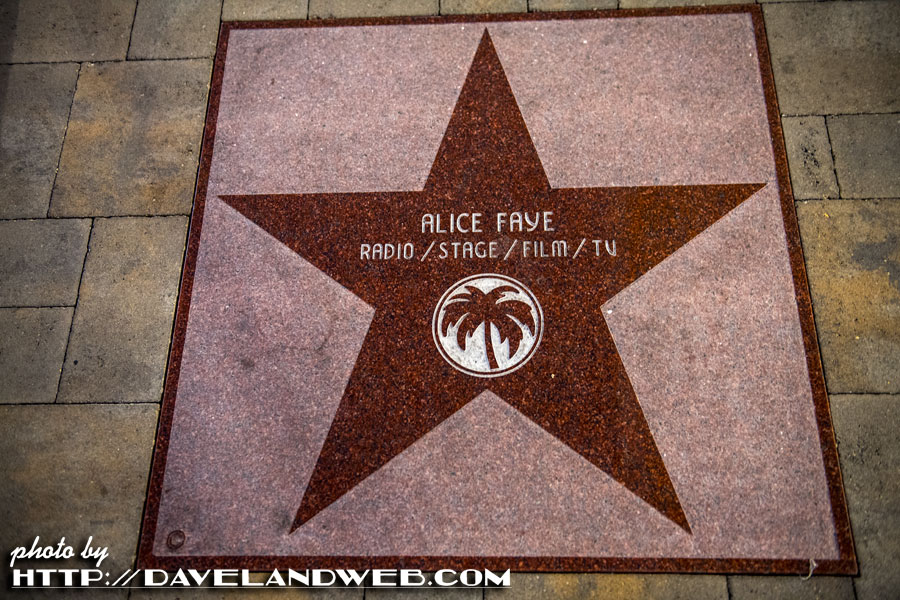 ALICE FAYE
RADIO / STAGE / FILM / TV
photo by
HTTP://DAVELANDWEB.COM